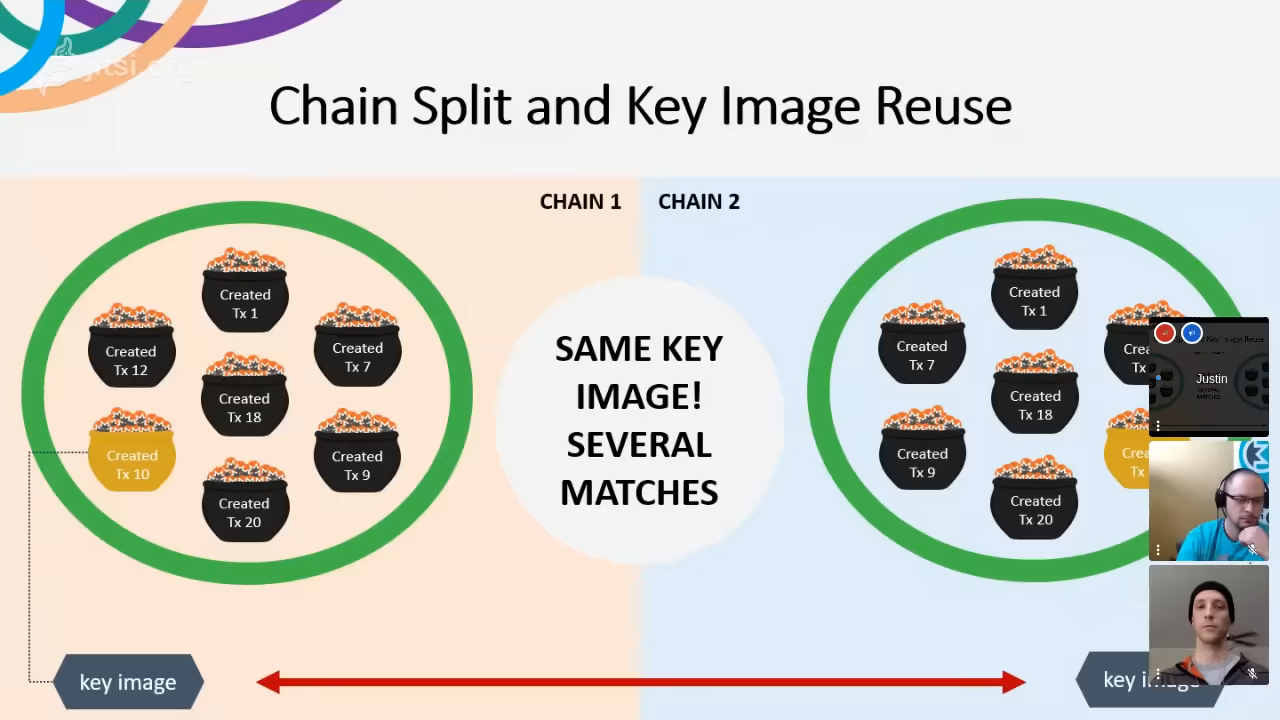 Chain Split and Key Image Reuse
CHAIN 1
CHAIN 2
Created
Tx 1
Created
Tx 12
Created
Tx 7
Created
Tx 18
Created
Tx 10
Created
Tx 9
Created
Tx 20
SAME KEY
IMAGE!
SEVERAL
MATCHES
Created
Tx 1
Created
Tx 7
Created
Tx 18
Created
Tx 9
Created
Tx 20
Justin
key image
key image